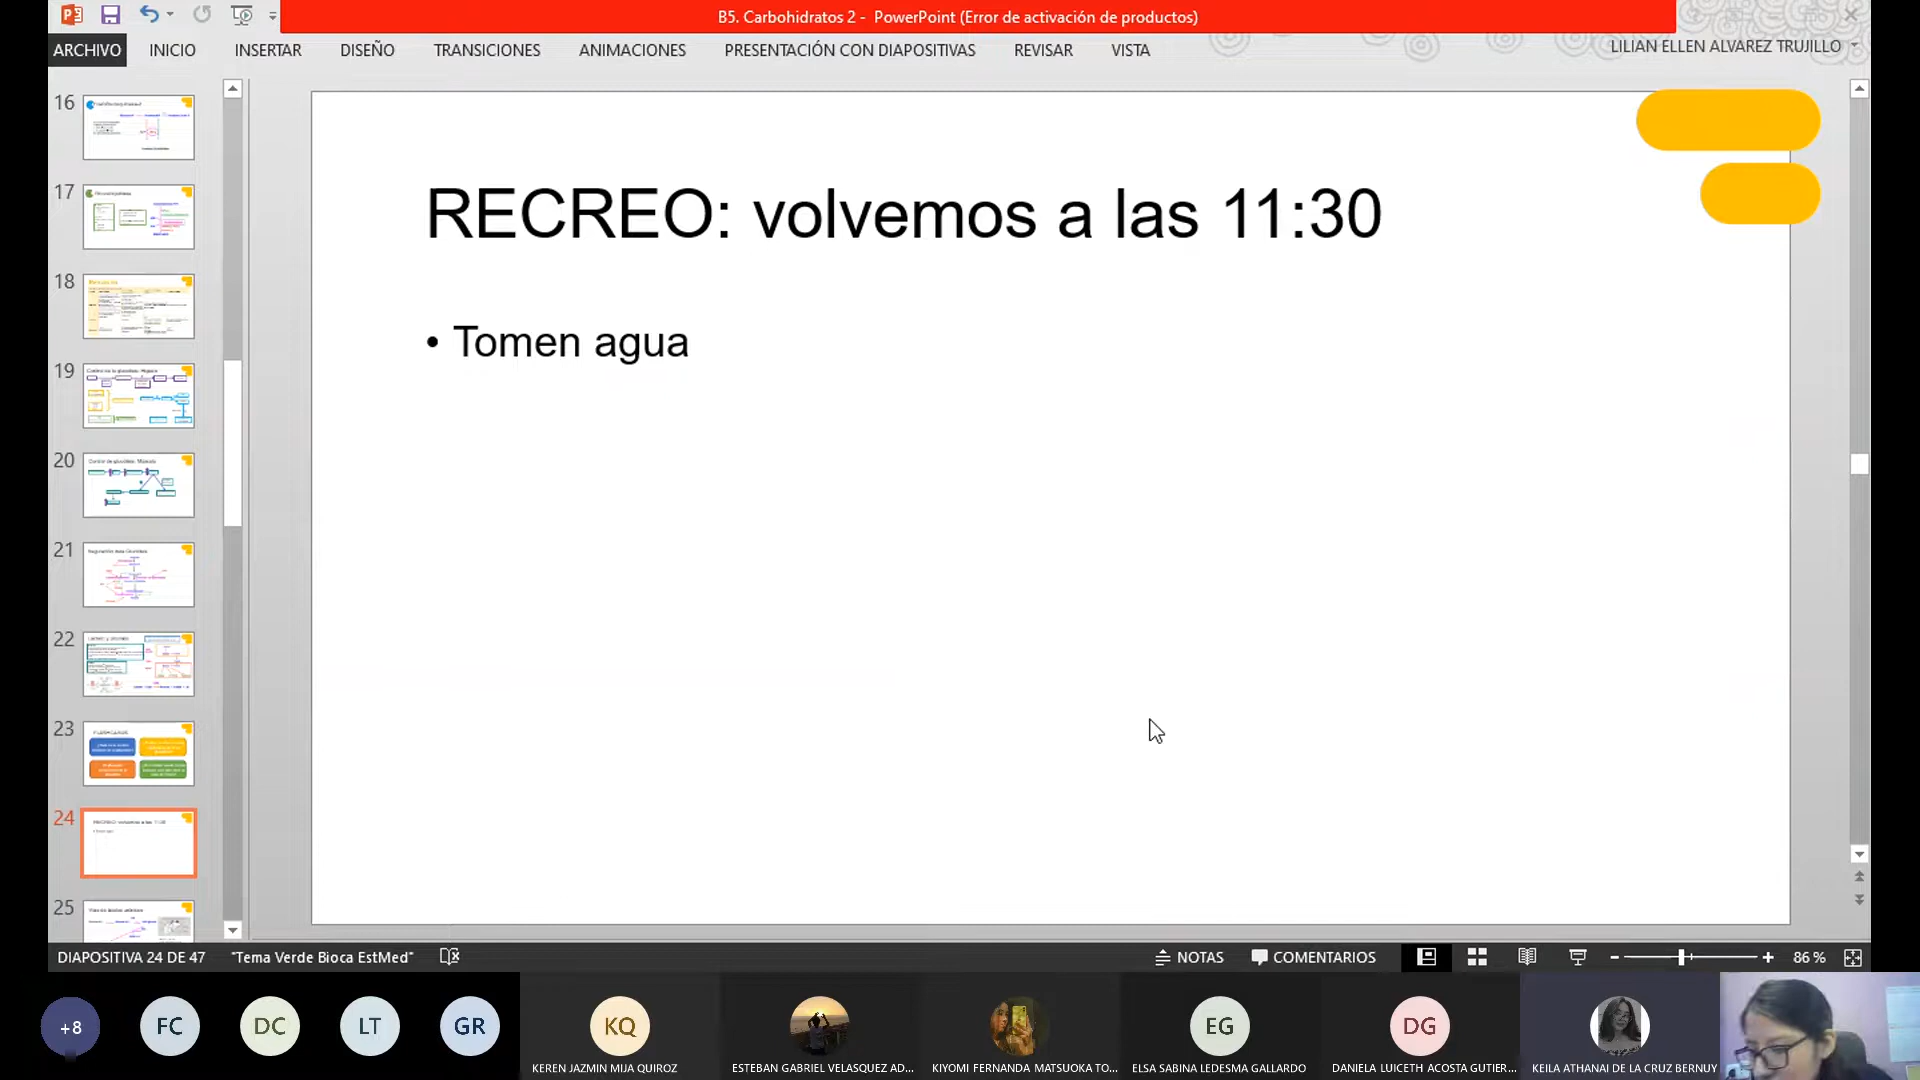 B5. Carbohidratos 2 - PowerPoint (Error de activación de productos)
ARCHIVO INICIO INSERTAR DISEÑO TRANSICIONES ANIMACIONES PRESENTACIÓN CON DIAPOSITIVAS REVISAR VISTA
LILIAN ELLEN ALVAREZ TRUJILLO
16
17
18
19
20
21
22
23
24
25
RECREO: volvemos a las 11:30
• Tomen agua
DIAPOSITIVA 24 DE 47 "Tema Verde Bioca EstMed" NOTAS COMENTARIOS 86 %
+8 FC DC LT GR KQ EG DG
KEREN JAZMIN MIJA QUIROZ
ESTEBAN GABRIEL VELASQUEZ AD...
KIYOMI FERNANDA MATSUOKA TO...
ELSA SABINA LEDESMA GALLARDO
DANIELA LUICETH ACOSTA GUTIER...
KEILA ATHANAI DE LA CRUZ BERNUY